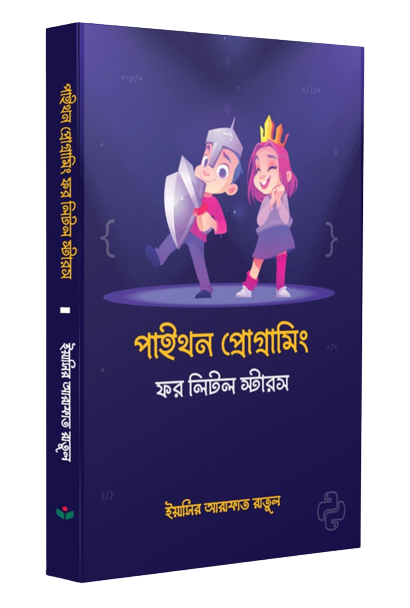 পাইথন প্রোগ্রামিং ফর লিটল স্টারস
ইয়াসির আরাফাত রাতুল
</>
</>
{
}
পাইথন প্রোগ্রামিং
ফর লিটল স্টারস
</>
ইয়াসির আরাফাত রাতুল